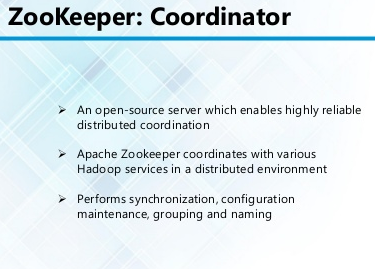 ZooKeeper: Coordinator
➢ An open-source server which enables highly reliable
distributed coordination
➢ Apache Zookeeper coordinates with various
Hadoop services in a distributed environment
➢ Performs synchronization, configuration
maintenance, grouping and naming